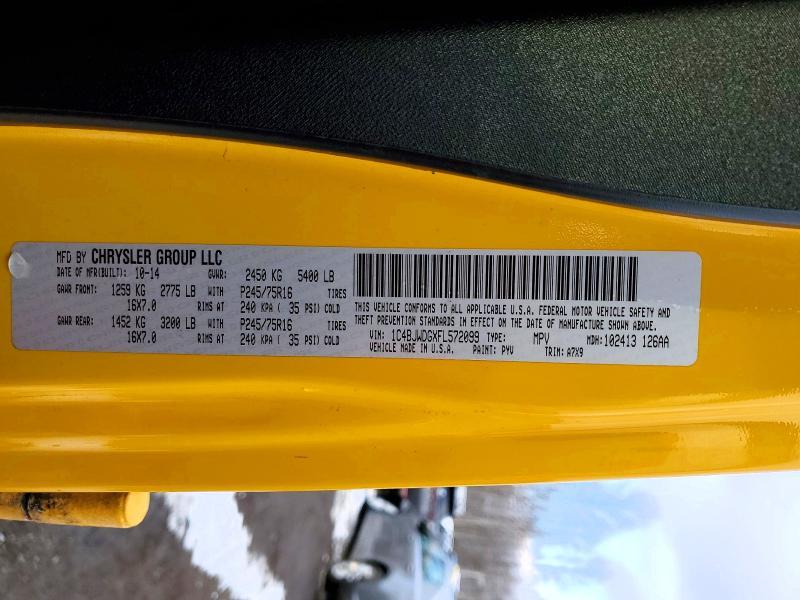 MFD BY CHRYSLER GROUP LLC
DATE OF MFR(BUILT): 10-14 GVWR: 2450 KG 5400 LB
GAWR FRONT: 1259 KG 2775 LB WITH P245/75R16 TIRES
16X7.0 RIMS AT 240 KPA ( 35 PSI) COLD
GAWR REAR: 1452 KG 3200 LB WITH P245/75R16 TIRES
16X7.0 RIMS AT 240 KPA ( 35 PSI) COLD
THIS VEHICLE CONFORMS TO ALL APPLICABLE U.S.A. FEDERAL MOTOR VEHICLE SAFETY AND
THEFT PREVENTION STANDARDS IN EFFECT ON THE DATE OF MANUFACTURE SHOWN ABOVE.
VIN: 1C4BJWDGXFL572099 TYPE: MPV MDH: 102413 126AA
VEHICLE MADE IN U.S.A. PAINT: PYV TRIM: A7X9